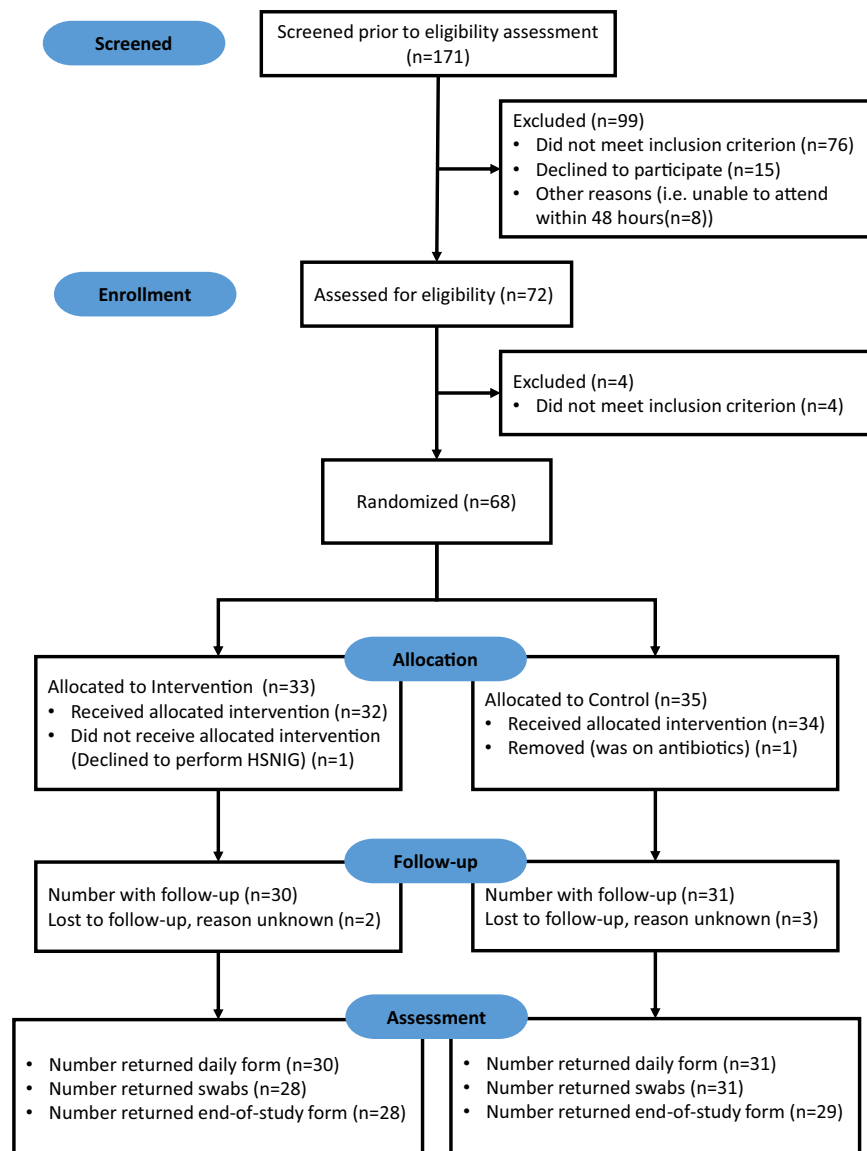 Screened
Screened prior to eligibility assessment
(n=171)
Excluded (n=99)
• Did not meet inclusion criterion (n=76)
• Declined to participate (n=15)
• Other reasons (i.e. unable to attend
within 48 hours(n=8))
Enrollment
Assessed for eligibility (n=72)
Excluded (n=4)
• Did not meet inclusion criterion (n=4)
Randomized (n=68)
Allocation
Allocated to Intervention (n=33)
• Received allocated intervention (n=32)
• Did not receive allocated intervention
(Declined to perform HSNIG) (n=1)
Allocated to Control (n=35)
• Received allocated intervention (n=34)
• Removed (was on antibiotics) (n=1)
Follow-up
Number with follow-up (n=30)
Lost to follow-up, reason unknown (n=2)
Number with follow-up (n=31)
Lost to follow-up, reason unknown (n=3)
Assessment
• Number returned daily form (n=30)
• Number returned swabs (n=28)
• Number returned end-of-study form (n=28)
• Number returned daily form (n=31)
• Number returned swabs (n=31)
• Number returned end-of-study form (n=29)